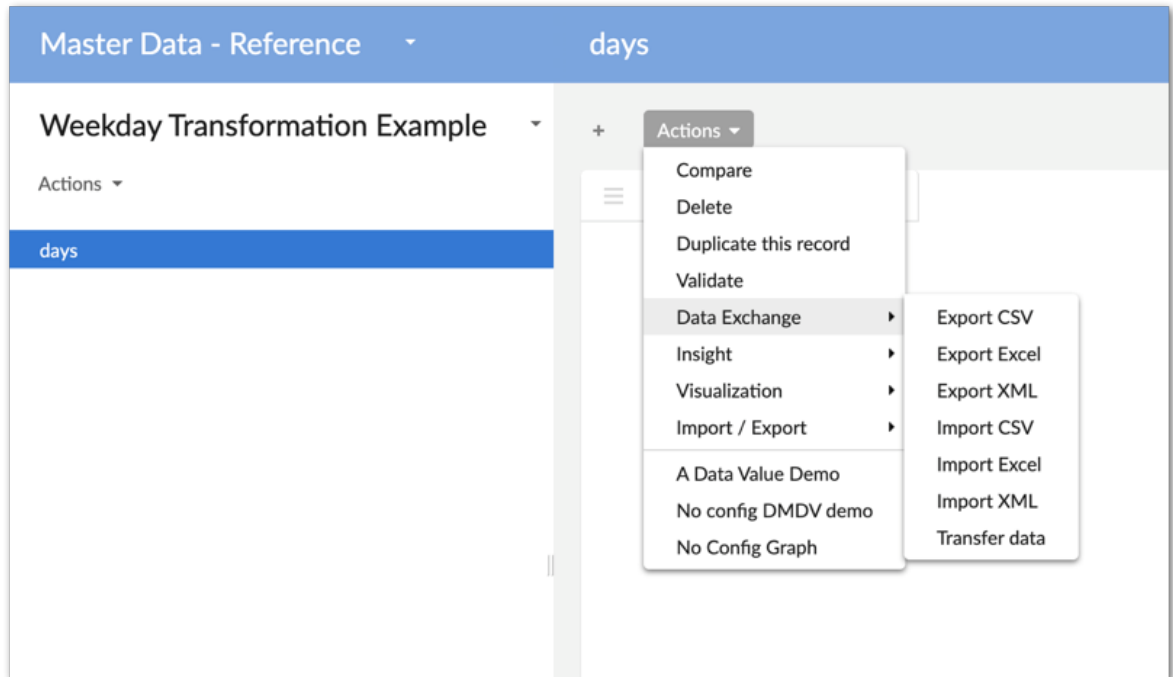 Master Data - Reference
days
Weekday Transformation Example
Actions
days
+
Actions
Compare
Delete
Duplicate this record
Validate
Data Exchange
Insight
Visualization
Import / Export
A Data Value Demo
No config DMDV demo
No Config Graph
Export CSV
Export Excel
Export XML
Import CSV
Import Excel
Import XML
Transfer data